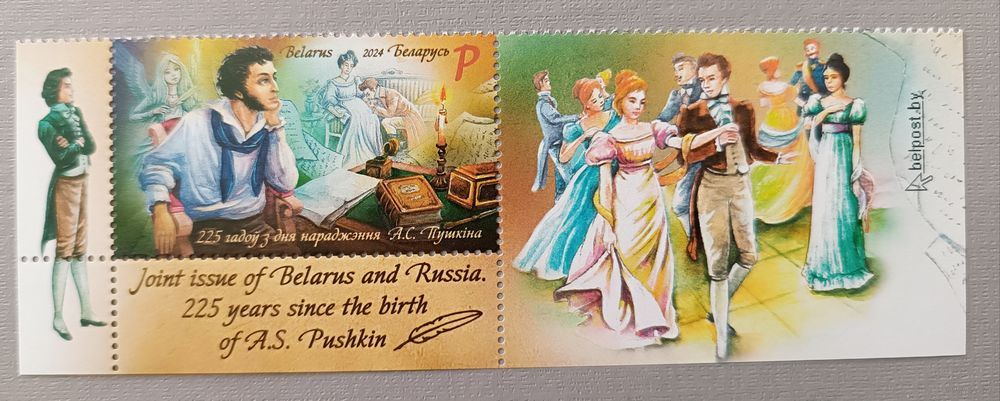 Belarus 2024 Беларусь P
225 гадоў з дня нараджэння А.С. Пушкіна
Joint issue of Belarus and Russia.
225 years since the birth
of A.S. Pushkin
belpost.by